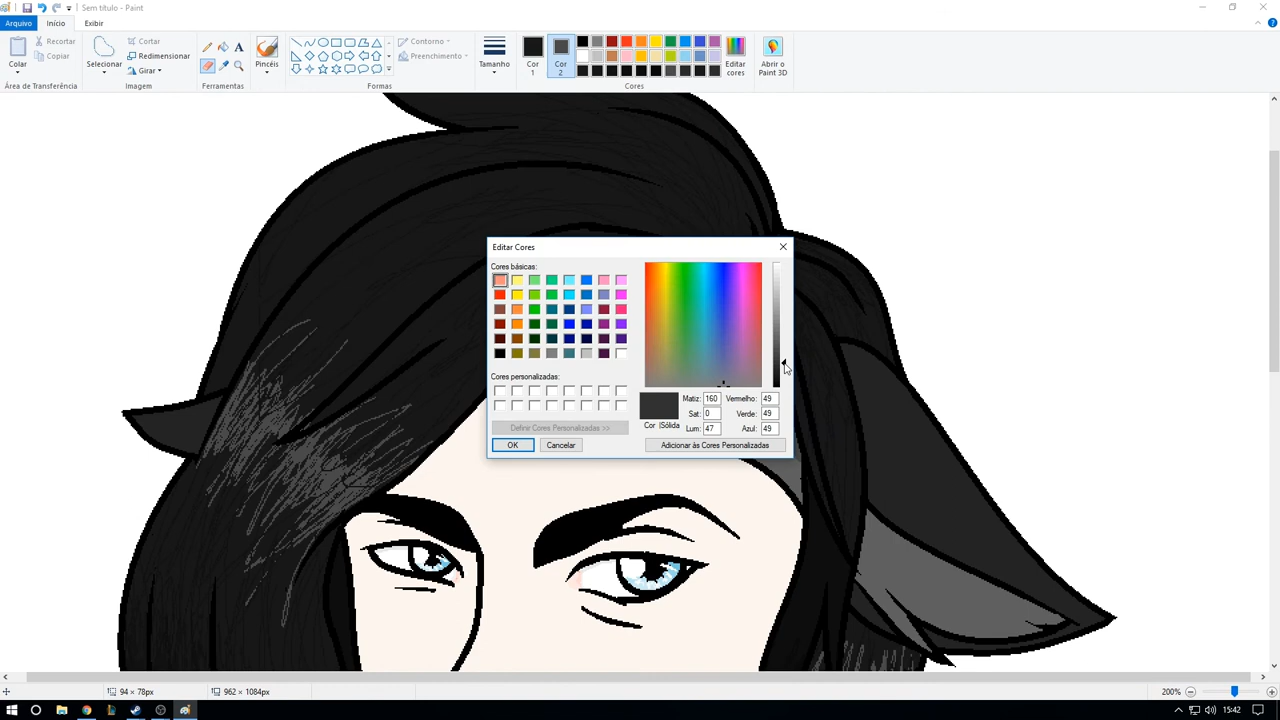 Sem título - Paint
Arquivo Início Exibir
Colar
Recortar
Copiar
Área de Transferência
Selecionar
Cortar
Redimensionar
Girar
Imagem
A
Ferramentas
Pincéis
Contorno
Preenchimento
Formas
Tamanho
Cor 1
Cor 2
Editar cores
Cores
Abrir o Paint 3D
Editar Cores
Cores básicas:
Cores personalizadas:
Definir Cores Personalizadas >>
OK Cancelar
Cor |Sólida
Matiz: 160 Vermelho: 49
Sat: 0 Verde: 49
Lum: 47 Azul: 49
Adicionar às Cores Personalizadas
94 × 78px 962 × 1084px 200%
15:42